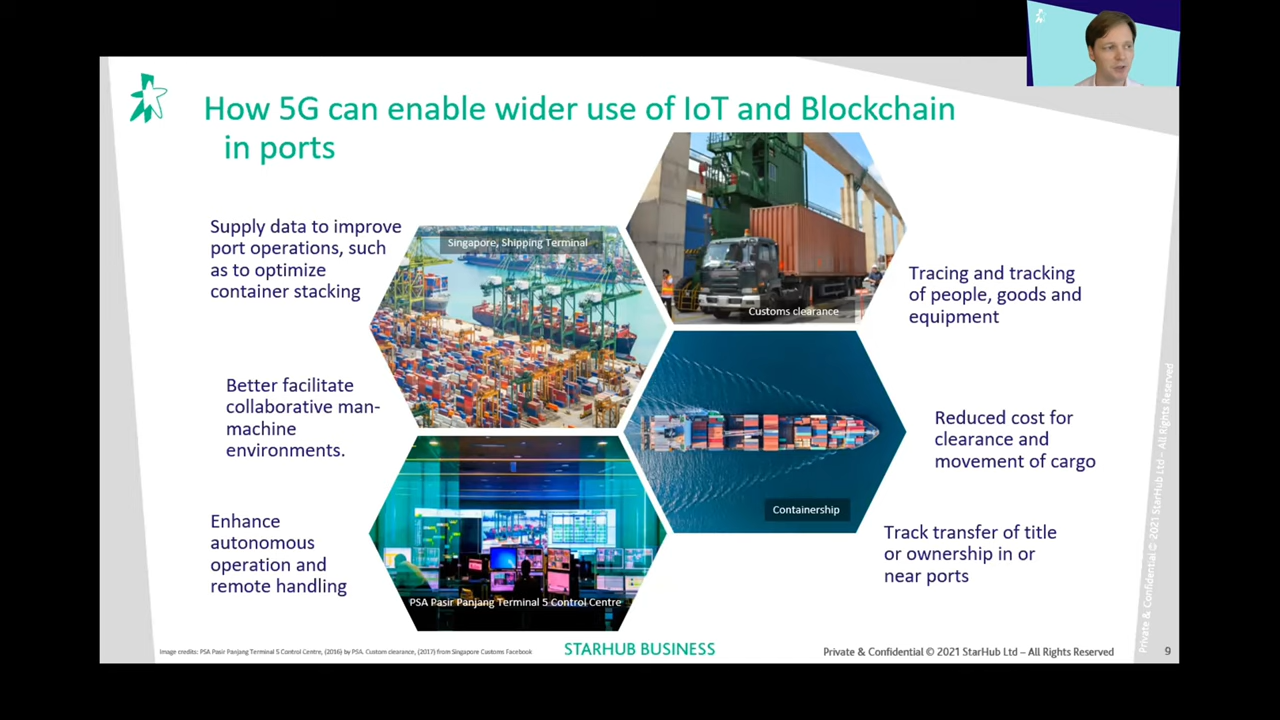 How 5G can enable wider use of IoT and Blockchain
in ports
Supply data to improve
port operations, such
as to optimize
container stacking
Better facilitate
collaborative man-
machine
environments.
Enhance
autonomous
operation and
remote handling
Singapore, Shipping Terminal
Customs clearance
Containership
PSA Pasir Panjang Terminal 5 Control Centre
Tracing and tracking
of people, goods and
equipment
Reduced cost for
clearance and
movement of cargo
Track transfer of title
or ownership in or
near ports
Private & Confidential © 2021 StarHub Ltd – All Rights Reserved
Image credits: PSA Pasir Panjang Terminal 5 Control Centre, (2016) by PSA. Custom clearance, (2017) from Singapore Customs Facebook
STARHUB BUSINESS
Private & Confidential © 2021 StarHub Ltd – All Rights Reserved
9